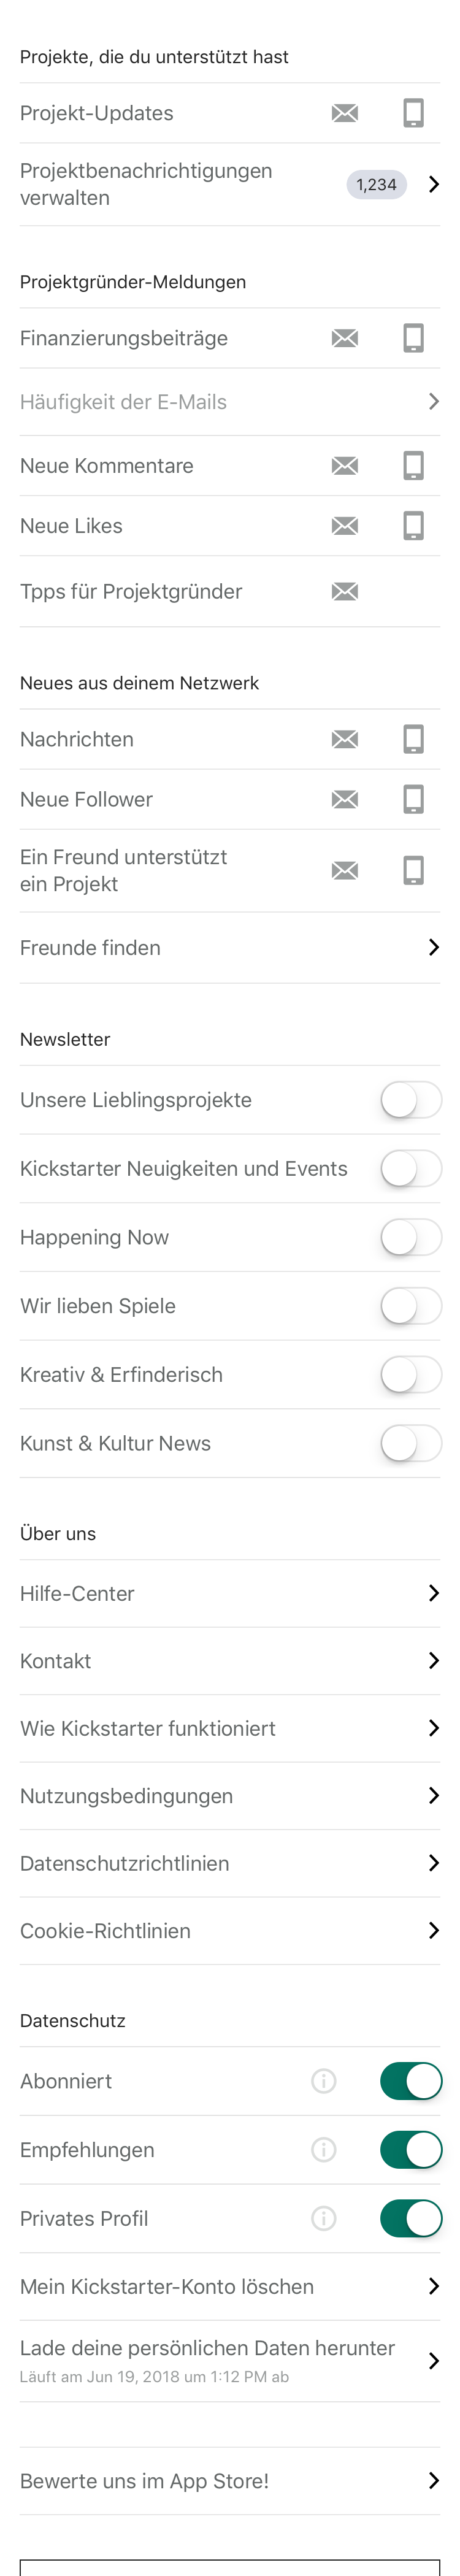 Projekte, die du unterstützt hast
Projekt-Updates
Projektbenachrichtigungen
verwalten
1,234
Projektgründer-Meldungen
Finanzierungsbeiträge
Häufigkeit der E-Mails
Neue Kommentare
Neue Likes
Tpps für Projektgründer
Neues aus deinem Netzwerk
Nachrichten
Neue Follower
Ein Freund unterstützt
ein Projekt
Freunde finden
Newsletter
Unsere Lieblingsprojekte
Kickstarter Neuigkeiten und Events
Happening Now
Wir lieben Spiele
Kreativ & Erfinderisch
Kunst & Kultur News
Über uns
Hilfe-Center
Kontakt
Wie Kickstarter funktioniert
Nutzungsbedingungen
Datenschutzrichtlinien
Cookie-Richtlinien
Datenschutz
Abonniert
Empfehlungen
Privates Profil
Mein Kickstarter-Konto löschen
Lade deine persönlichen Daten herunter
Läuft am Jun 19, 2018 um 1:12 PM ab
Bewerte uns im App Store!